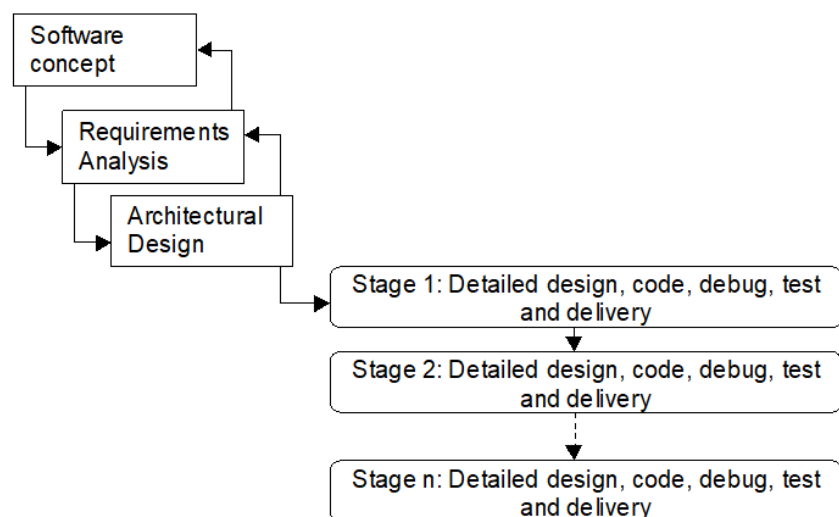 Software
concept
Requirements
Analysis
Architectural
Design
Stage 1: Detailed design, code, debug, test
and delivery
Stage 2: Detailed design, code, debug, test
and delivery
Stage n: Detailed design, code, debug, test
and delivery